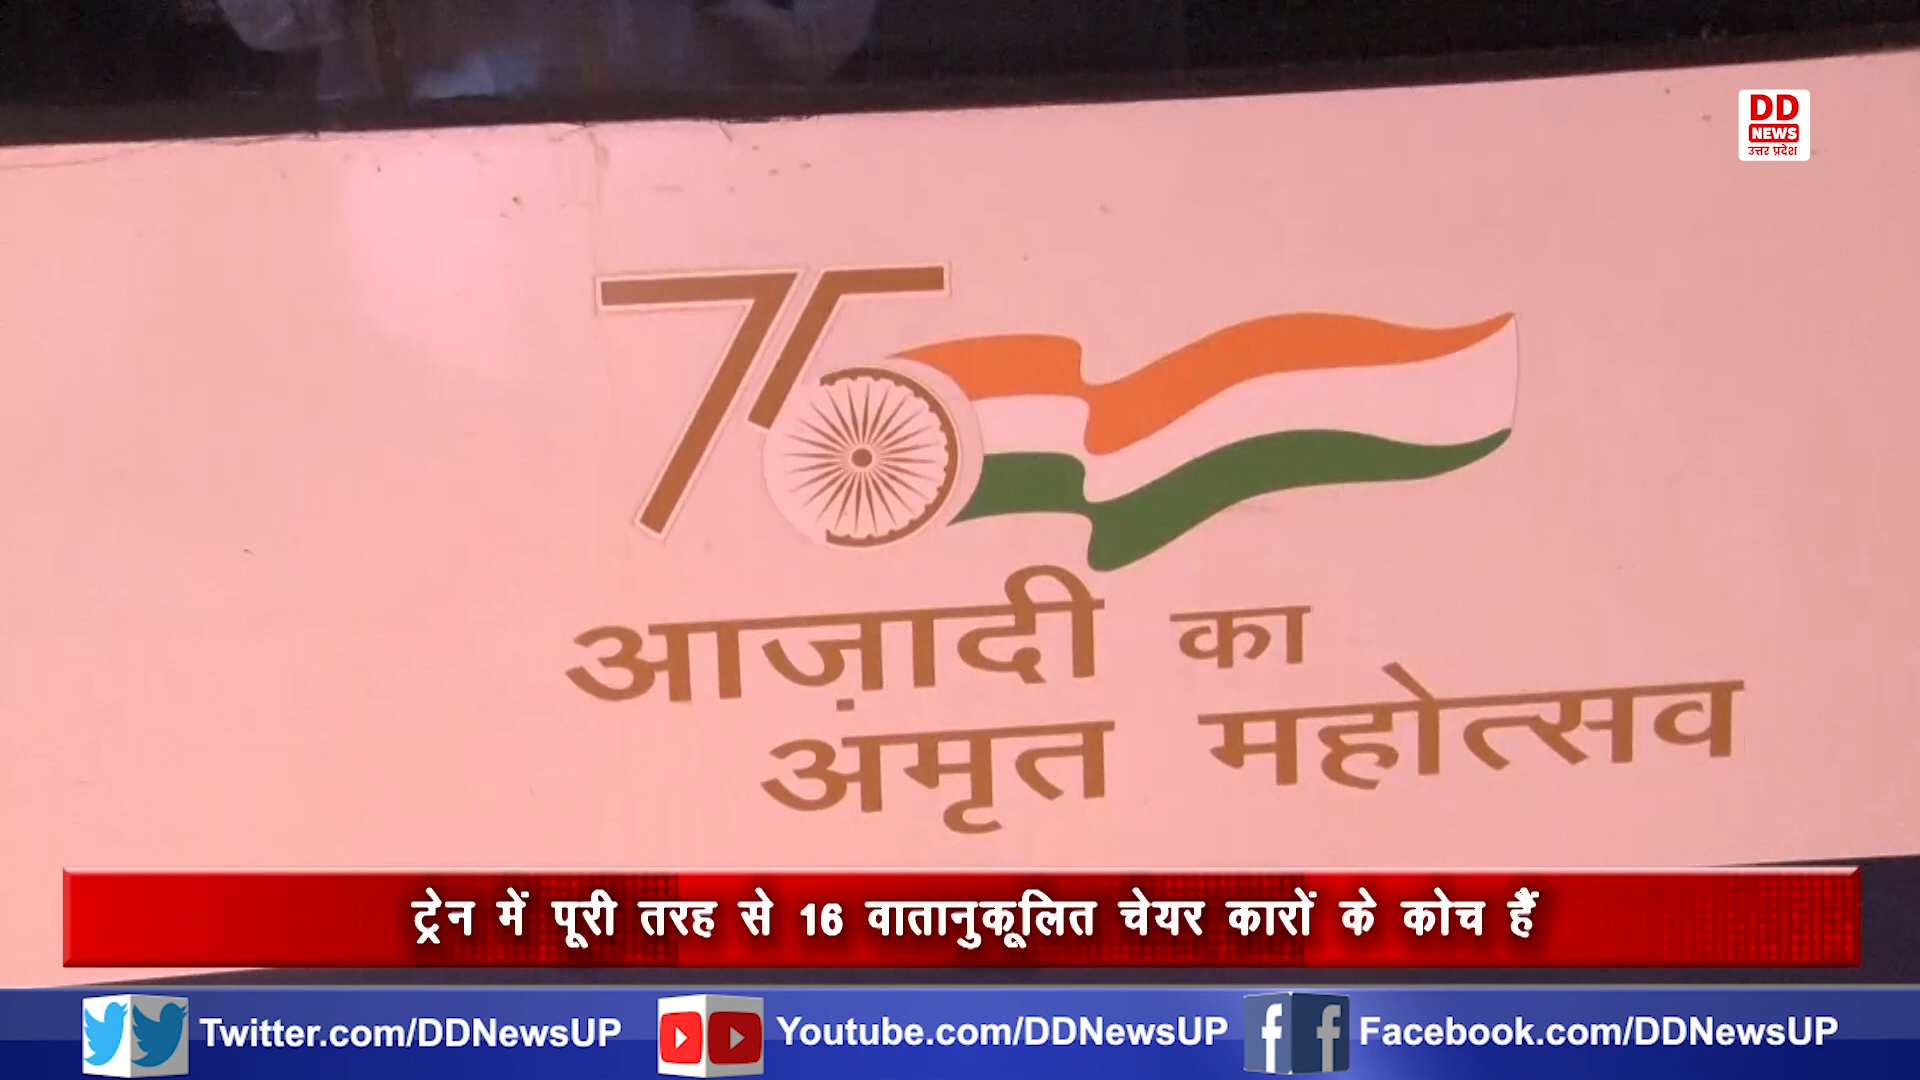 DD
NEWS
उत्तर प्रदेश
75
आज़ादी का
अमृत महोत्सव
ट्रेन में पूरी तरह से 16 वातानुकूलित चेयर कारों के कोच हैं
Twitter.com/DDNewsUP
Youtube.com/DDNewsUP
Facebook.com/DDNewsUP